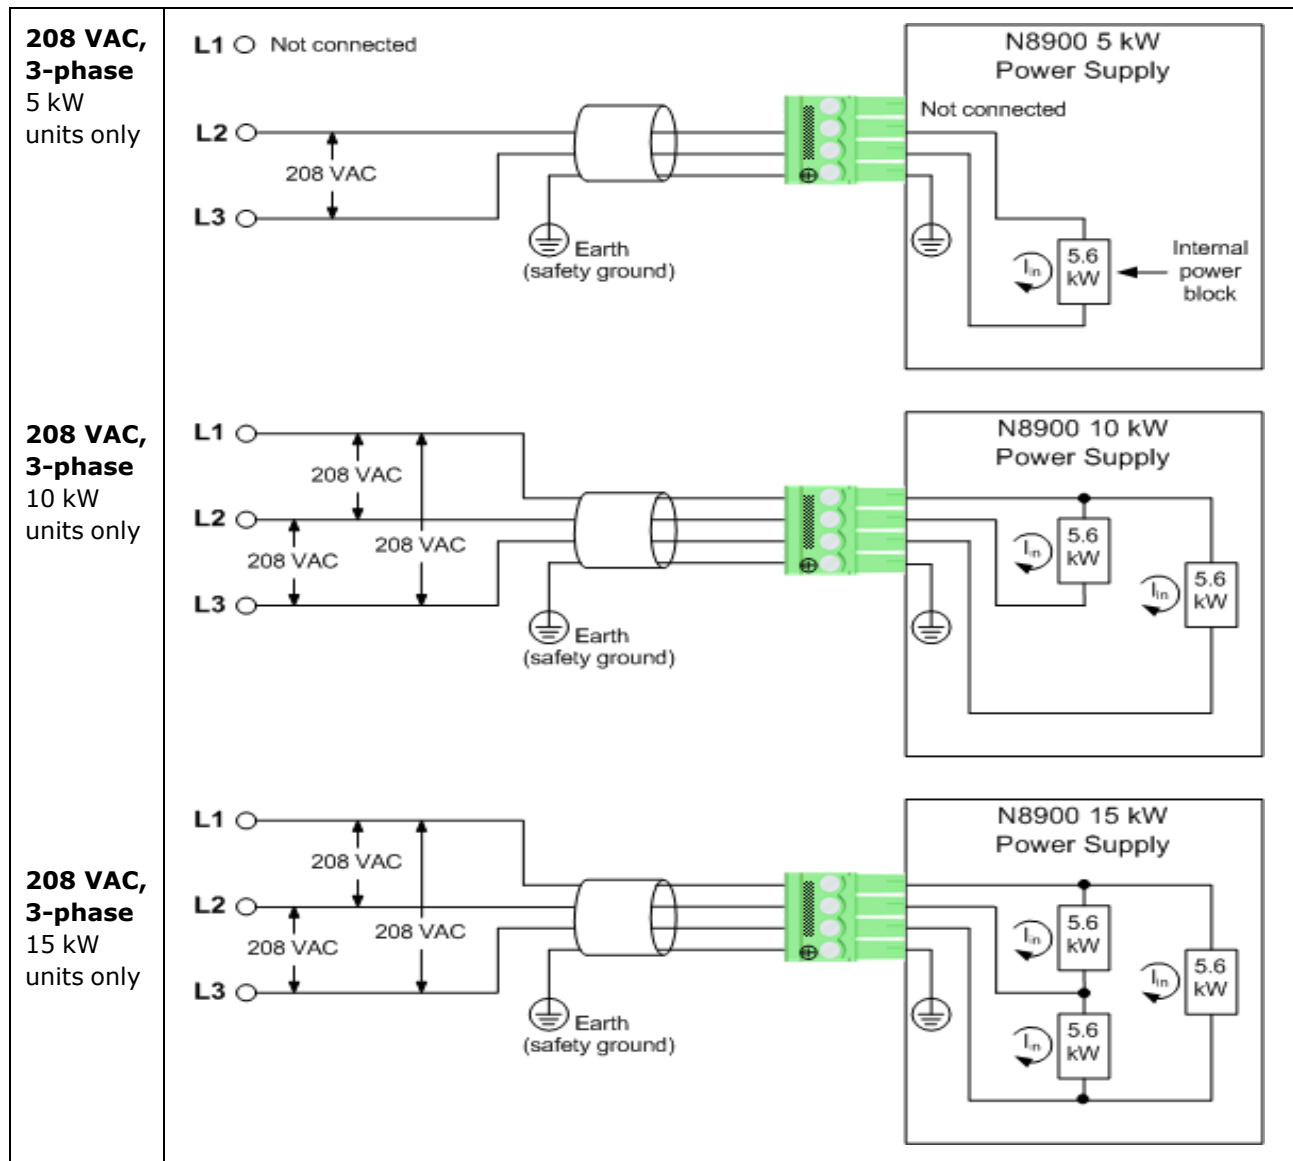 208 VAC,
3-phase
5 kW
units only
L1 Not connected
L2
208 VAC
L3
Earth
(safety ground)
N8900 5 kW
Power Supply
Not connected
Iin
5.6
kW
Internal
power
block
208 VAC,
3-phase
10 kW
units only
L1
208 VAC
L2
208 VAC
208 VAC
L3
Earth
(safety ground)
N8900 10 kW
Power Supply
Iin
5.6
kW
Iin
5.6
kW
208 VAC,
3-phase
15 kW
units only
L1
208 VAC
L2
208 VAC
208 VAC
L3
Earth
(safety ground)
N8900 15 kW
Power Supply
Iin
5.6
kW
Iin
5.6
kW
Iin
5.6
kW